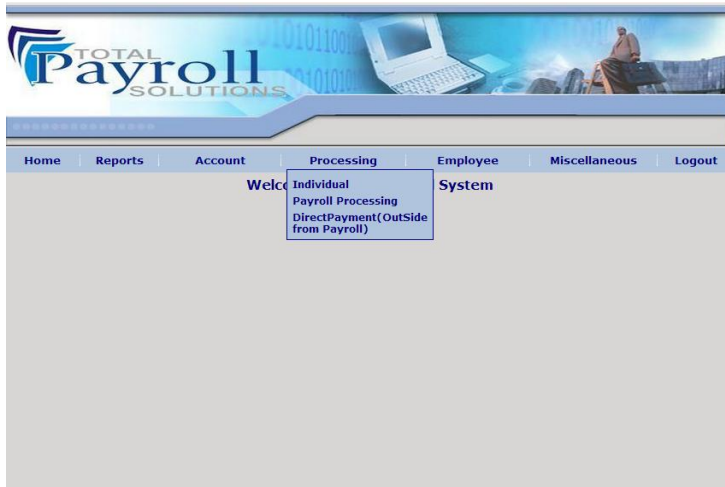 TOTAL
Payroll
SOLUTIONS
Home Reports Account Processing Employee Miscellaneous Logout
Welc System
Individual
Payroll Processing
DirectPayment(OutSide
from Payroll)